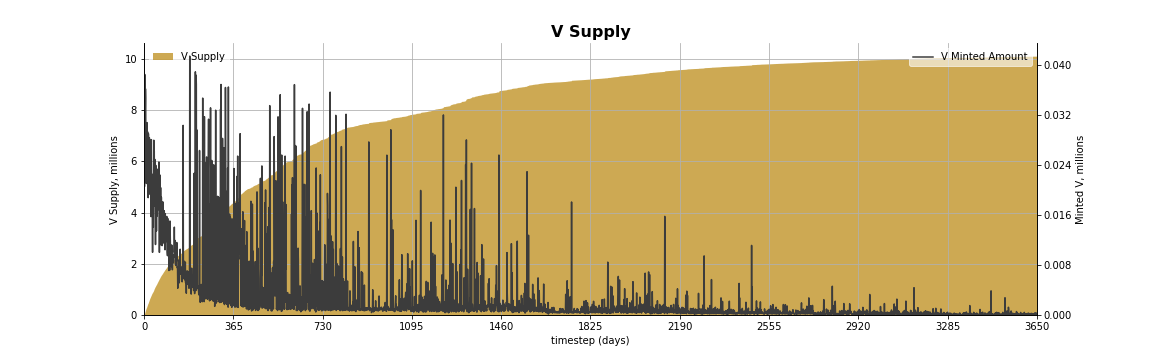 V Supply
V Supply
V Minted Amount
10
8
6
4
2
0
V Supply, millions
0.040
0.032
0.024
0.016
0.008
0.000
Minted V, millions
0 365 730 1095 1460 1825 2190 2555 2920 3285 3650
timestep (days)